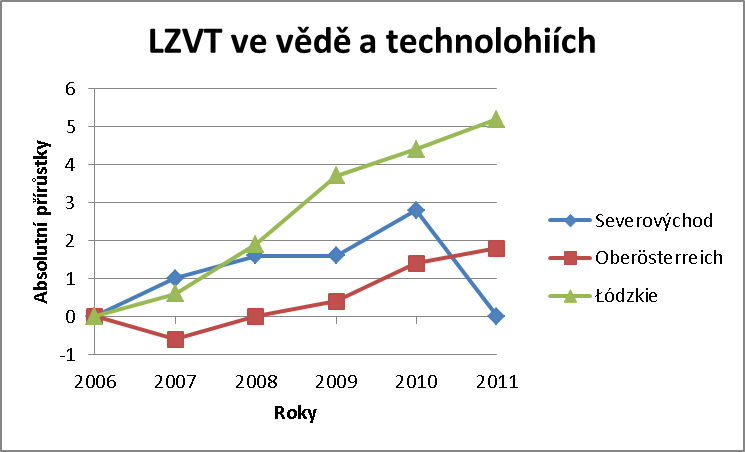 LZVT ve vědě a technolohiích
6
5
4
3
2
1
0
-1
Absolutní přírůstky
2006 2007 2008 2009 2010 2011
Roky
Severovýchod
Oberösterreich
Łódzkie